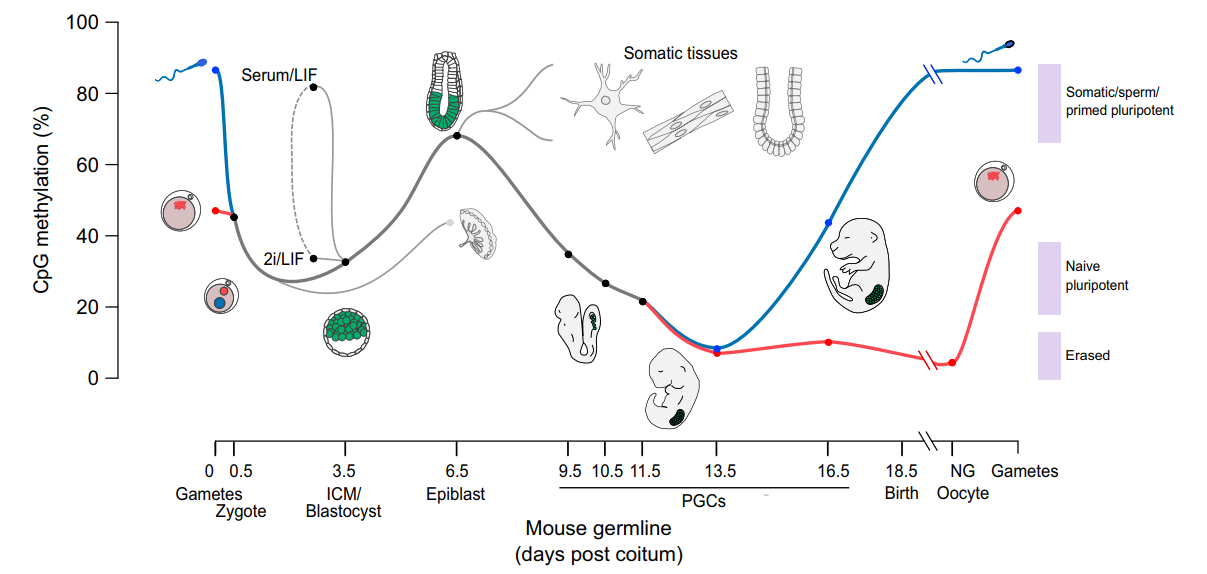 100
80
60
40
20
0
CpG methylation (%)
Serum/LIF
2i/LIF
Somatic tissues
Somatic/sperm/
primed pluripotent
Naive
pluripotent
Erased
0 0.5 3.5 6.5 9.5 10.5 11.5 13.5 16.5 18.5 NG Gametes
Gametes ICM/ Epiblast Birth Oocyte
Zygote Blastocyst PGCs
Mouse germline
(days post coitum)